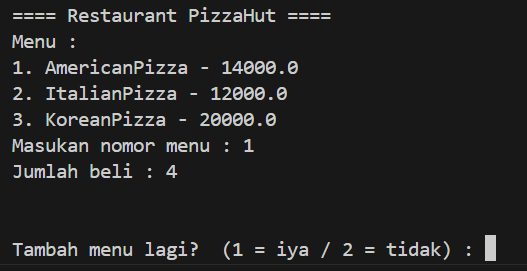 ==== Restaurant PizzaHut ====
Menu :
1. AmericanPizza - 14000.0
2. ItalianPizza - 12000.0
3. KoreanPizza - 20000.0
Masukan nomor menu : 1
Jumlah beli : 4
Tambah menu lagi?  (1 = iya / 2 = tidak) :